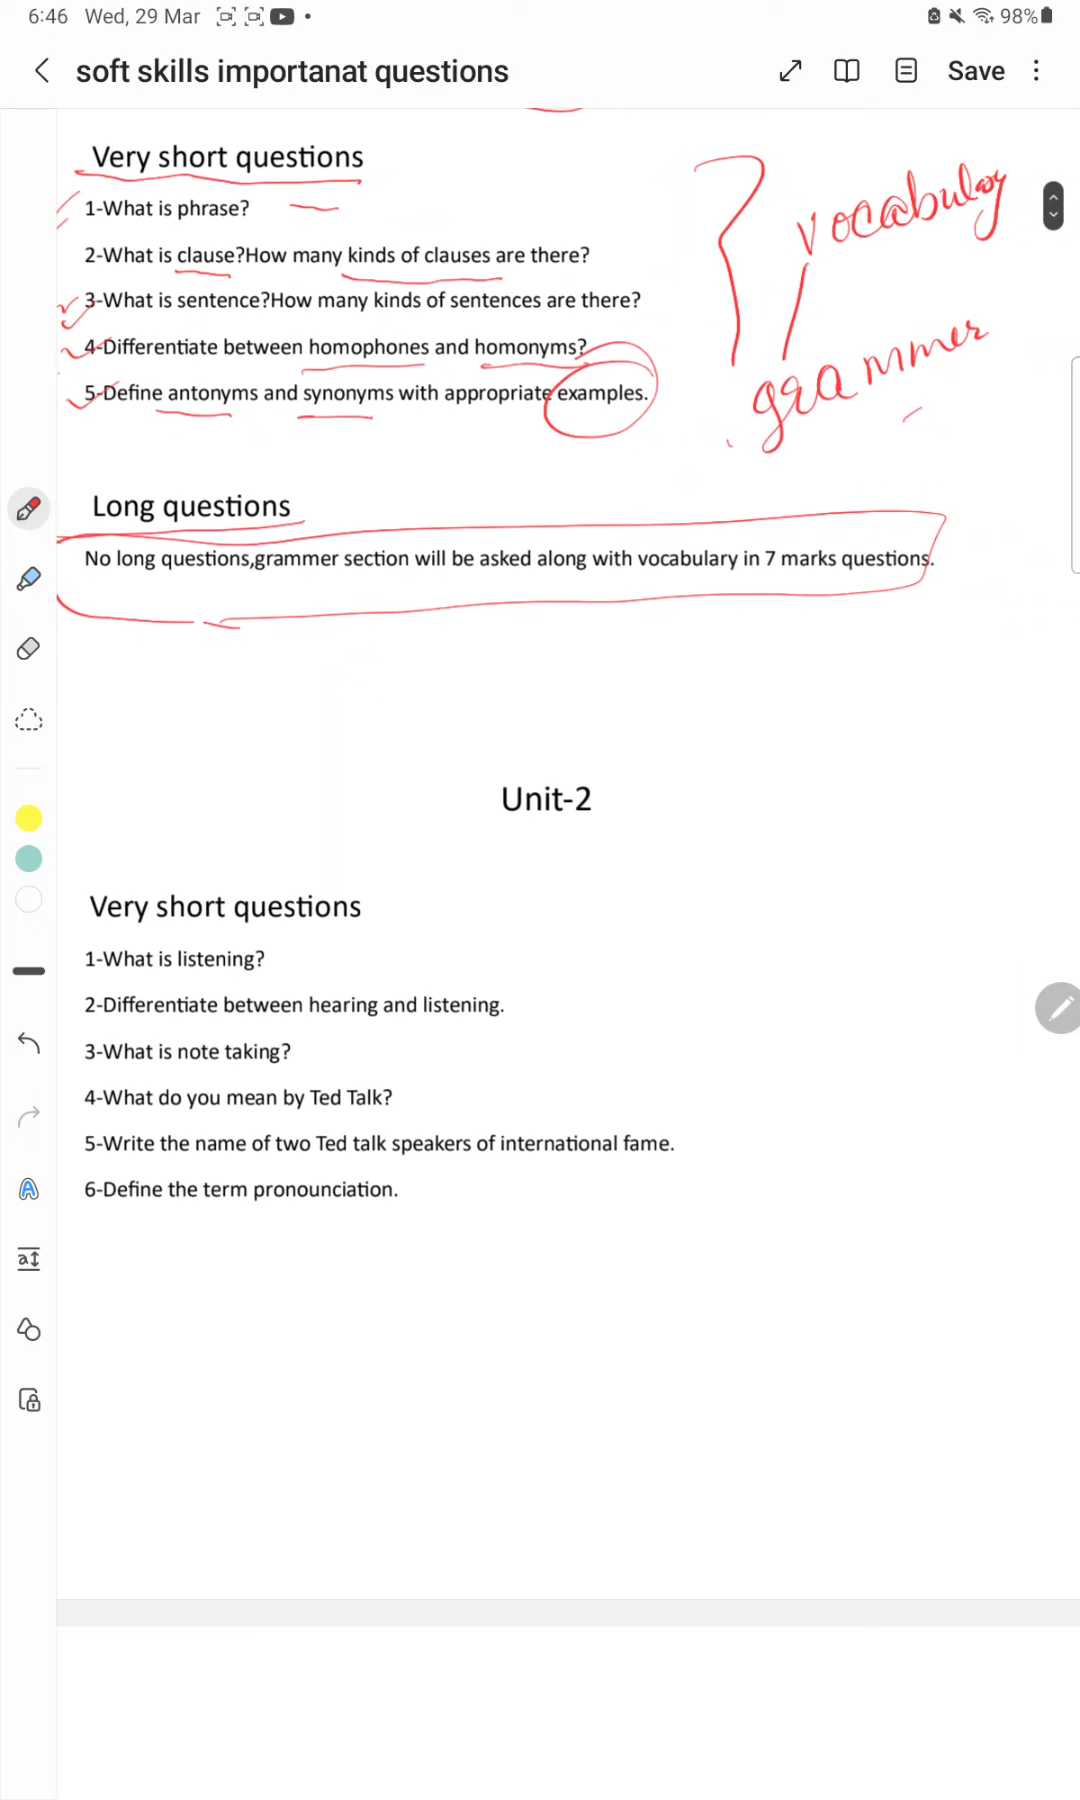 6:46 Wed, 29 Mar 98%
soft skills importanat questions Save
Very short questions
1-What is phrase?
2-What is clause?How many kinds of clauses are there?
3-What is sentence?How many kinds of sentences are there?
4-Differentiate between homophones and homonyms?
5-Define antonyms and synonyms with appropriate examples.
vocabulary
grammer
Long questions
No long questions,grammer section will be asked along with vocabulary in 7 marks questions.
Unit-2
Very short questions
1-What is listening?
2-Differentiate between hearing and listening.
3-What is note taking?
4-What do you mean by Ted Talk?
5-Write the name of two Ted talk speakers of international fame.
6-Define the term pronounciation.